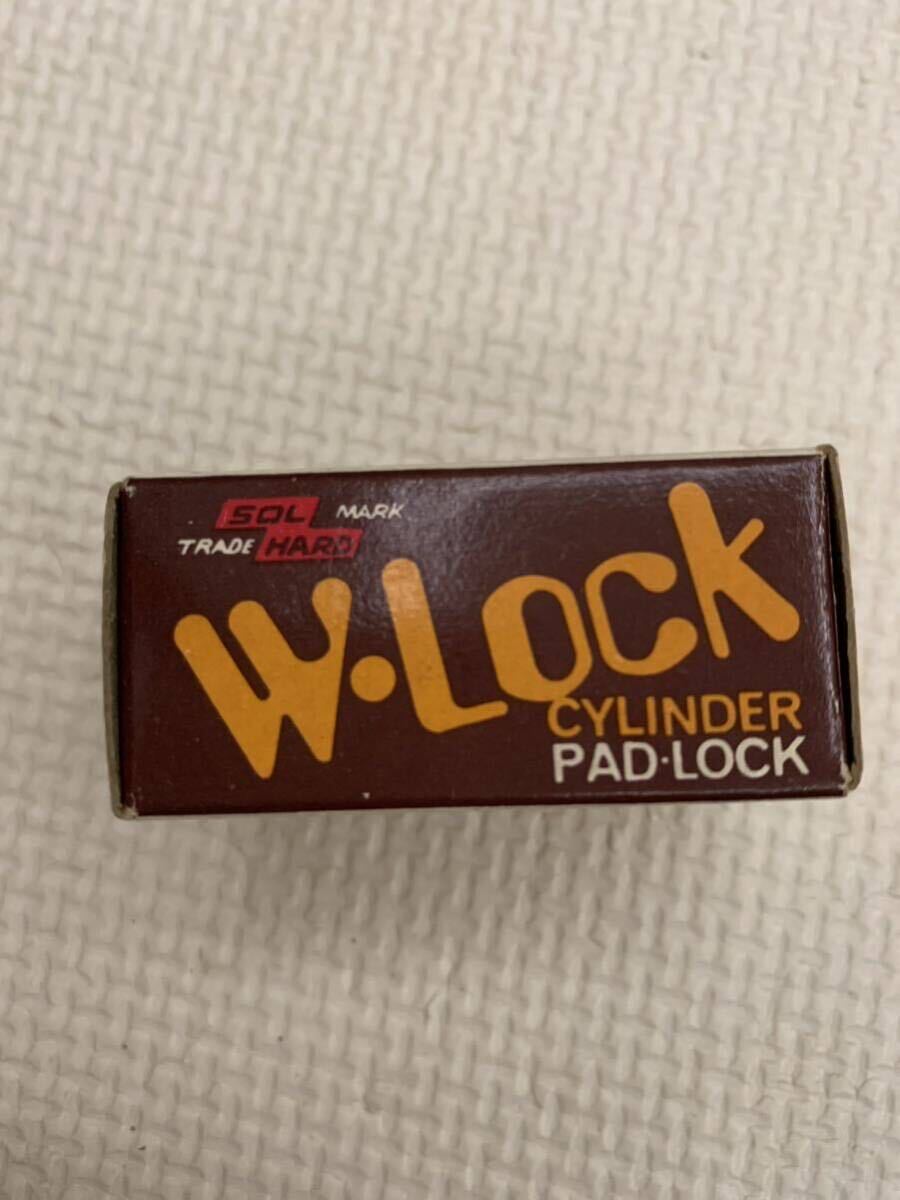 SOL MARK
TRADE HARD
W·LOCK
CYLINDER
PAD·LOCK